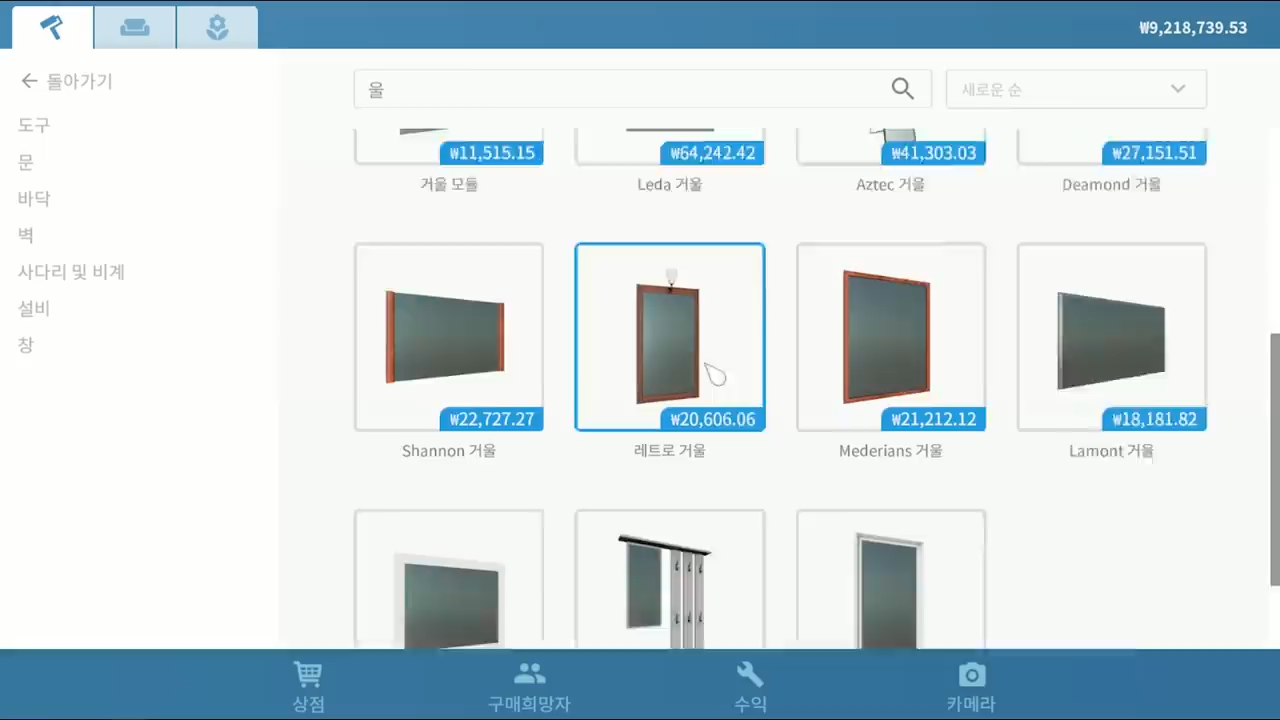 ₩9,218,739.53
돌아가기
울
새로운 순
도구
문
바닥
벽
사다리 및 비계
설비
창
₩11,515.15
₩64,242.42
₩41,303.03
₩27,151.51
거울 모듈
Leda 거울
Aztec 거울
Deamond 거울
₩22,727.27
₩20,606.06
₩21,212.12
₩18,181.82
Shannon 거울
레트로 거울
Mederians 거울
Lamont 거울
상점
구매희망자
수익
카메라